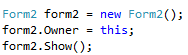 Form2 form2 = new Form2();
form2.Owner = this;
form2.Show();